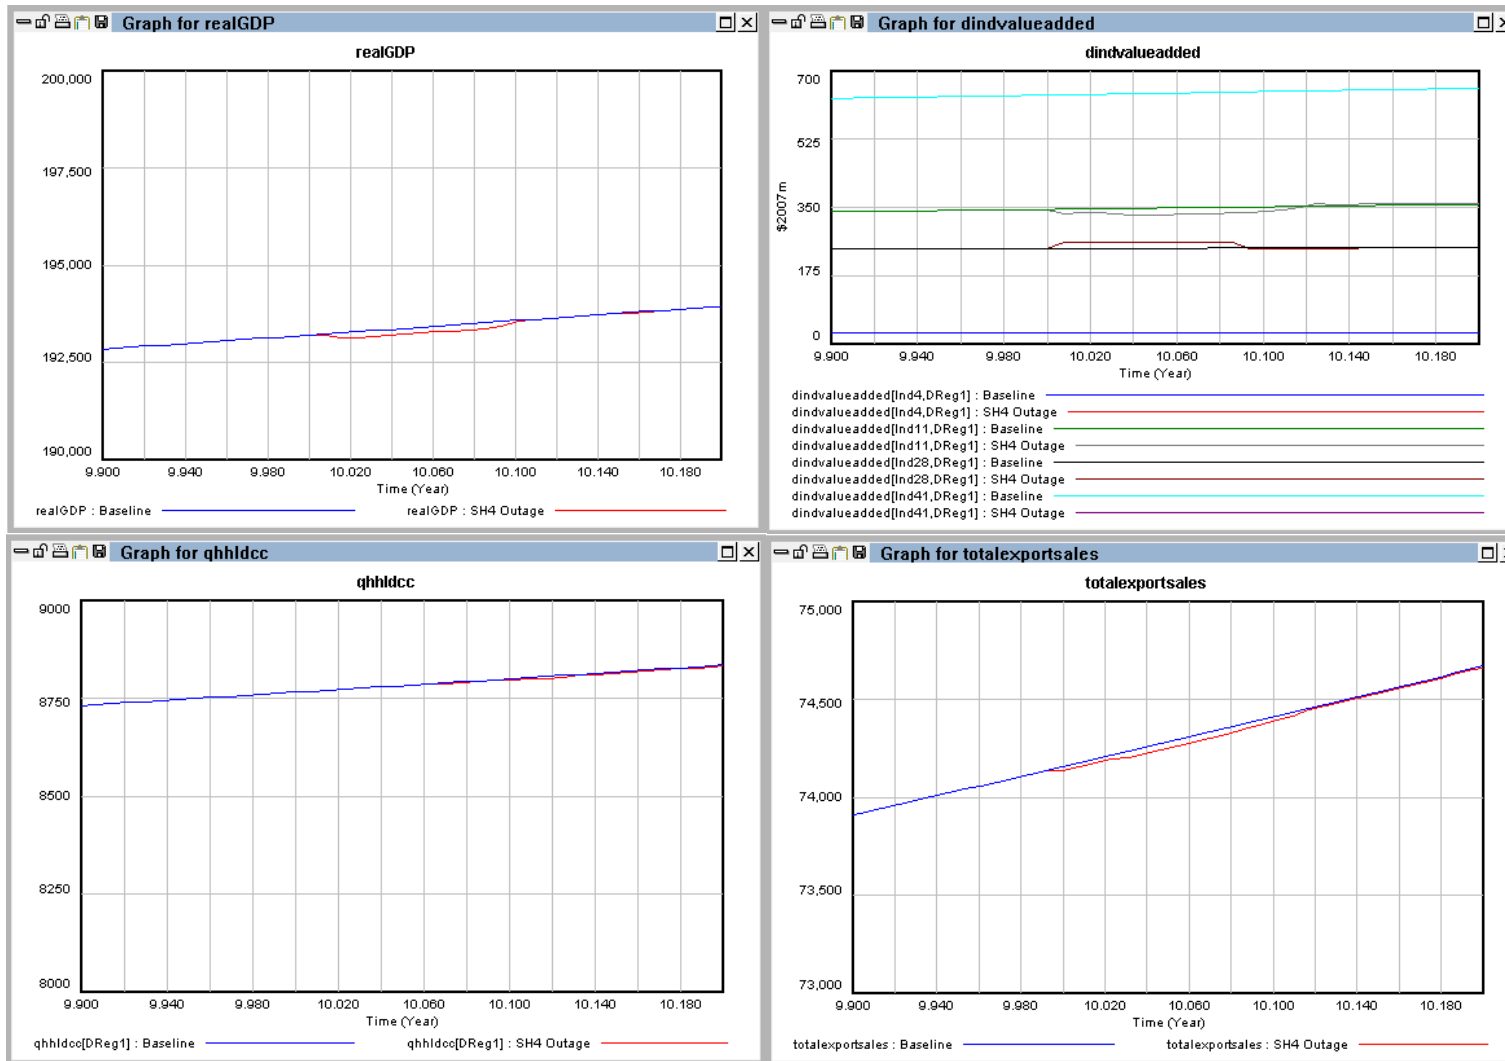 Graph for realGDP
realGDP
200,000
197,500
195,000
192,500
190,000
9.900 9.940 9.980 10.020 10.060 10.100 10.140 10.180
Time (Year)
realGDP : Baseline realGDP : SH4 Outage
Graph for dindvalueadded
dindvalueadded
700
525
350
175
0
$2007m
9.900 9.940 9.980 10.020 10.060 10.100 10.140 10.180
Time (Year)
dindvalueadded[Ind4,DReg1] : Baseline
dindvalueadded[Ind4,DReg1] : SH4 Outage
dindvalueadded[Ind11,DReg1] : Baseline
dindvalueadded[Ind11,DReg1] : SH4 Outage
dindvalueadded[Ind28,DReg1] : Baseline
dindvalueadded[Ind28,DReg1] : SH4 Outage
dindvalueadded[Ind41,DReg1] : Baseline
dindvalueadded[Ind41,DReg1] : SH4 Outage
Graph for qhhldcc
qhhldcc
9000
8750
8500
8250
8000
9.900 9.940 9.980 10.020 10.060 10.100 10.140 10.180
Time (Year)
qhhldcc[DReg1] : Baseline qhhldcc[DReg1] : SH4 Outage
Graph for totalexportsales
totalexportsales
75,000
74,500
74,000
73,500
73,000
9.900 9.940 9.980 10.020 10.060 10.100 10.140 10.180
Time (Year)
totalexportsales : Baseline totalexportsales : SH4 Outage